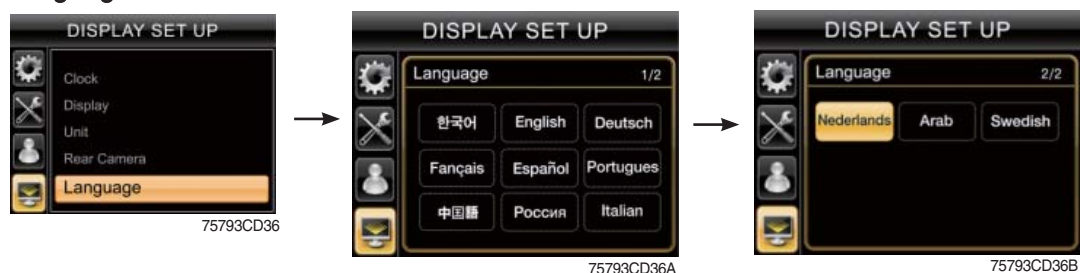 DISPLAY SET UP
Clock
Display
Unit
Rear Camera
Language
75793CD36
DISPLAY SET UP
Language 1/2
한국어 English Deutsch
Fançais Español Portugues
中国語 Россия Italian
75793CD36A
DISPLAY SET UP
Language 2/2
Nederlands Arab Swedish
75793CD36B